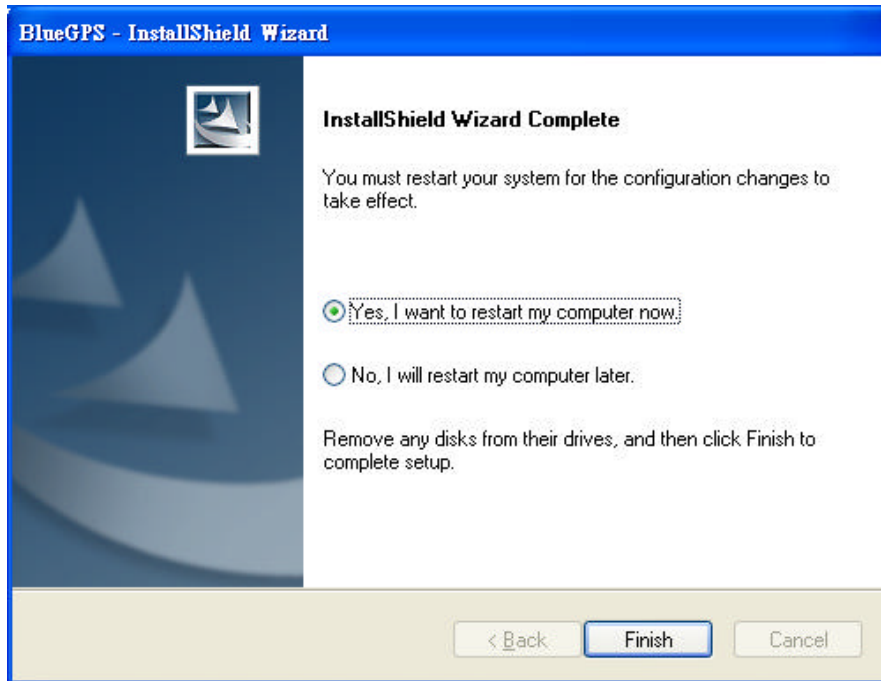 BlueGPS - InstallShield Wizard
InstallShield Wizard Complete
You must restart your system for the configuration changes to
take effect.
Yes, I want to restart my computer now.
No, I will restart my computer later.
Remove any disks from their drives, and then click Finish to
complete setup.
< Back Finish Cancel